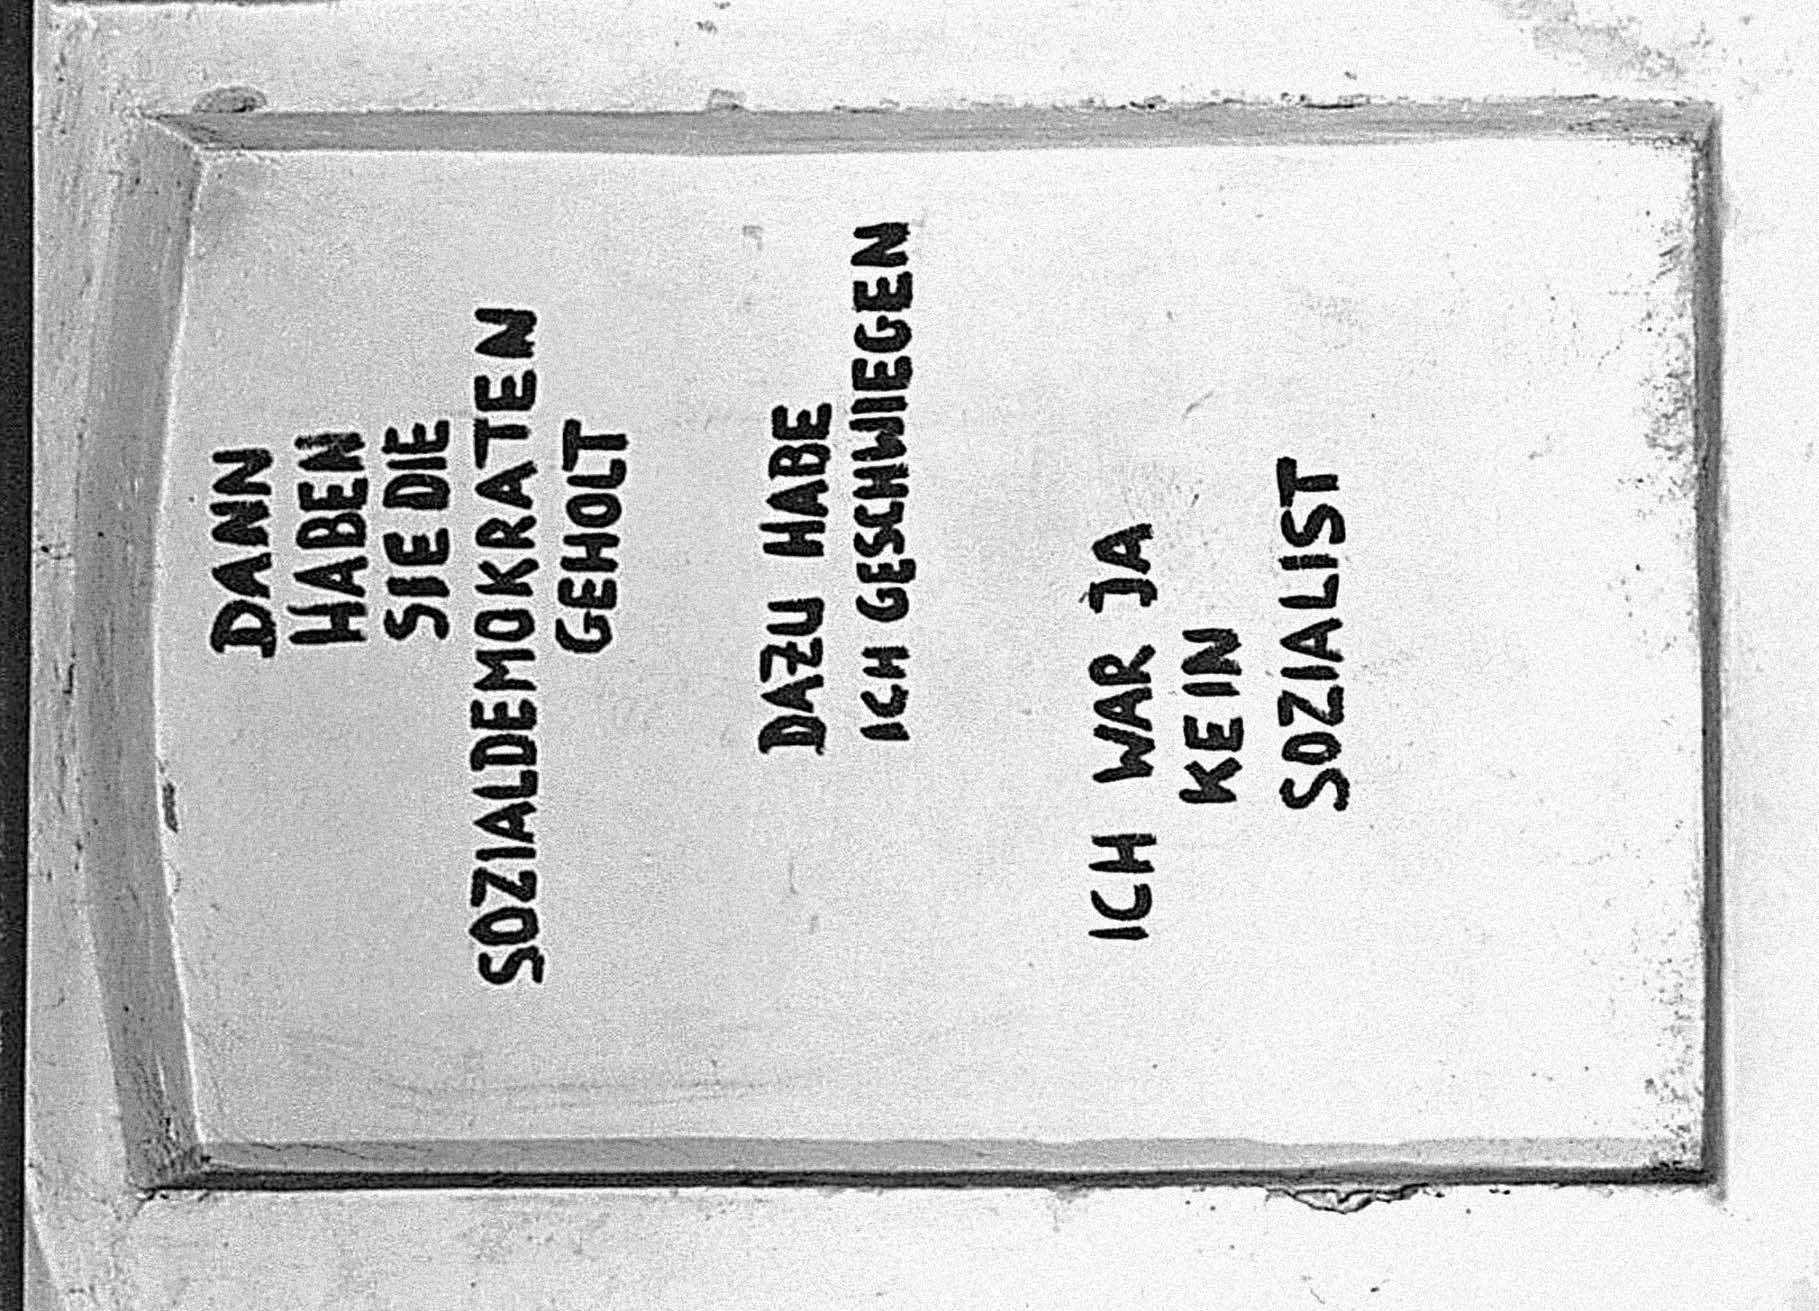 DANN
HABEN
SIE DIE
SOZIALDEMOKRATEN
GEHOLT
DAZU HABE
ICH GESCHWIEGEN
ICH WAR JA
KEIN
SOZIALIST